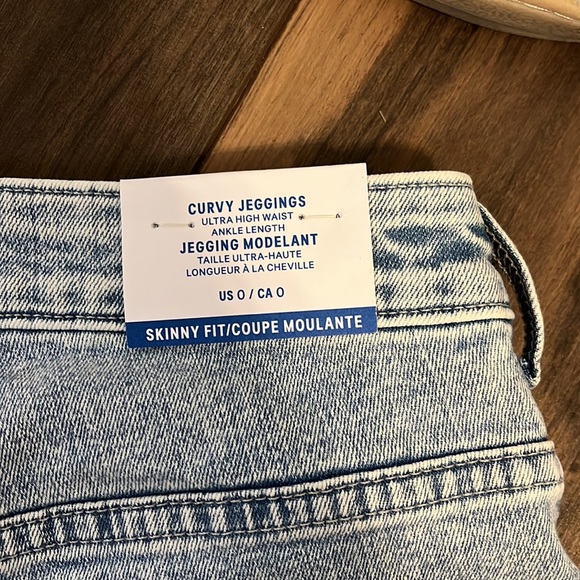 CURVY JEGGINGS
ULTRA HIGH WAIST
ANKLE LENGTH
JEGGING MODELANT
TAILLE ULTRA-HAUTE
LONGUEUR À LA CHEVILLE
US 0 / CA 0
SKINNY FIT/COUPE MOULANTE